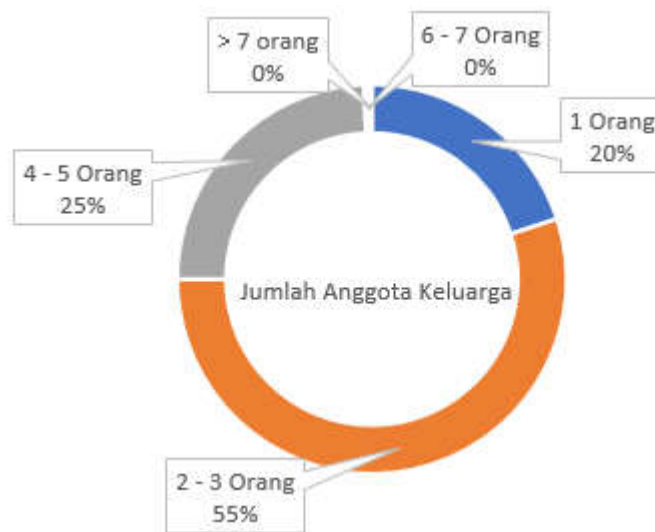 > 7 orang
0%
6 - 7 Orang
0%
1 Orang
20%
4 - 5 Orang
25%
Jumlah Anggota Keluarga
2 - 3 Orang
55%